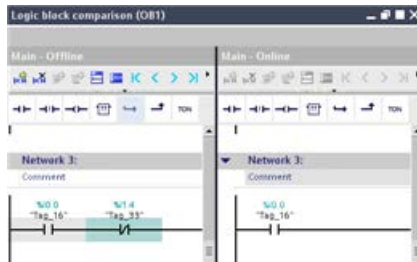 Logic block comparison (OB1)
Main - Offline
Main - Online
TON
TON
Network 3:
Comment
Network 3:
Comment
%I0.0
"Tag_16"
%I1.4
"Tag_33"
%I0.0
"Tag_16"